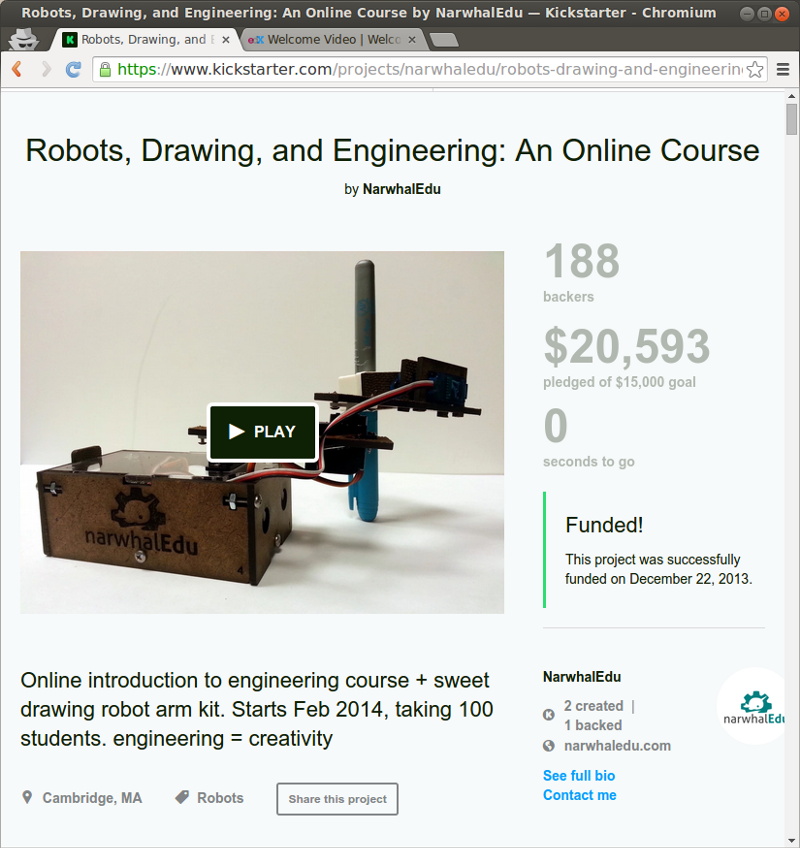 Robots, Drawing, and Engineering: An Online Course by NarwhalEdu — Kickstarter - Chromium
Robots, Drawing, and E
Welcome Video | Welco
https://www.kickstarter.com/projects/narwhaledu/robots-drawing-and-engineerin
Robots, Drawing, and Engineering: An Online Course
by NarwhalEdu
188
backers
$20,593
pledged of $15,000 goal
0
seconds to go
PLAY
narwhalEdu
4
Funded!
This project was successfully
funded on December 22, 2013.
Online introduction to engineering course + sweet
drawing robot arm kit. Starts Feb 2014, taking 100
students. engineering = creativity
Cambridge, MA
Robots
Share this project
NarwhalEdu
2 created |
1 backed
narwhaledu.com
See full bio
Contact me
narwhalEdu